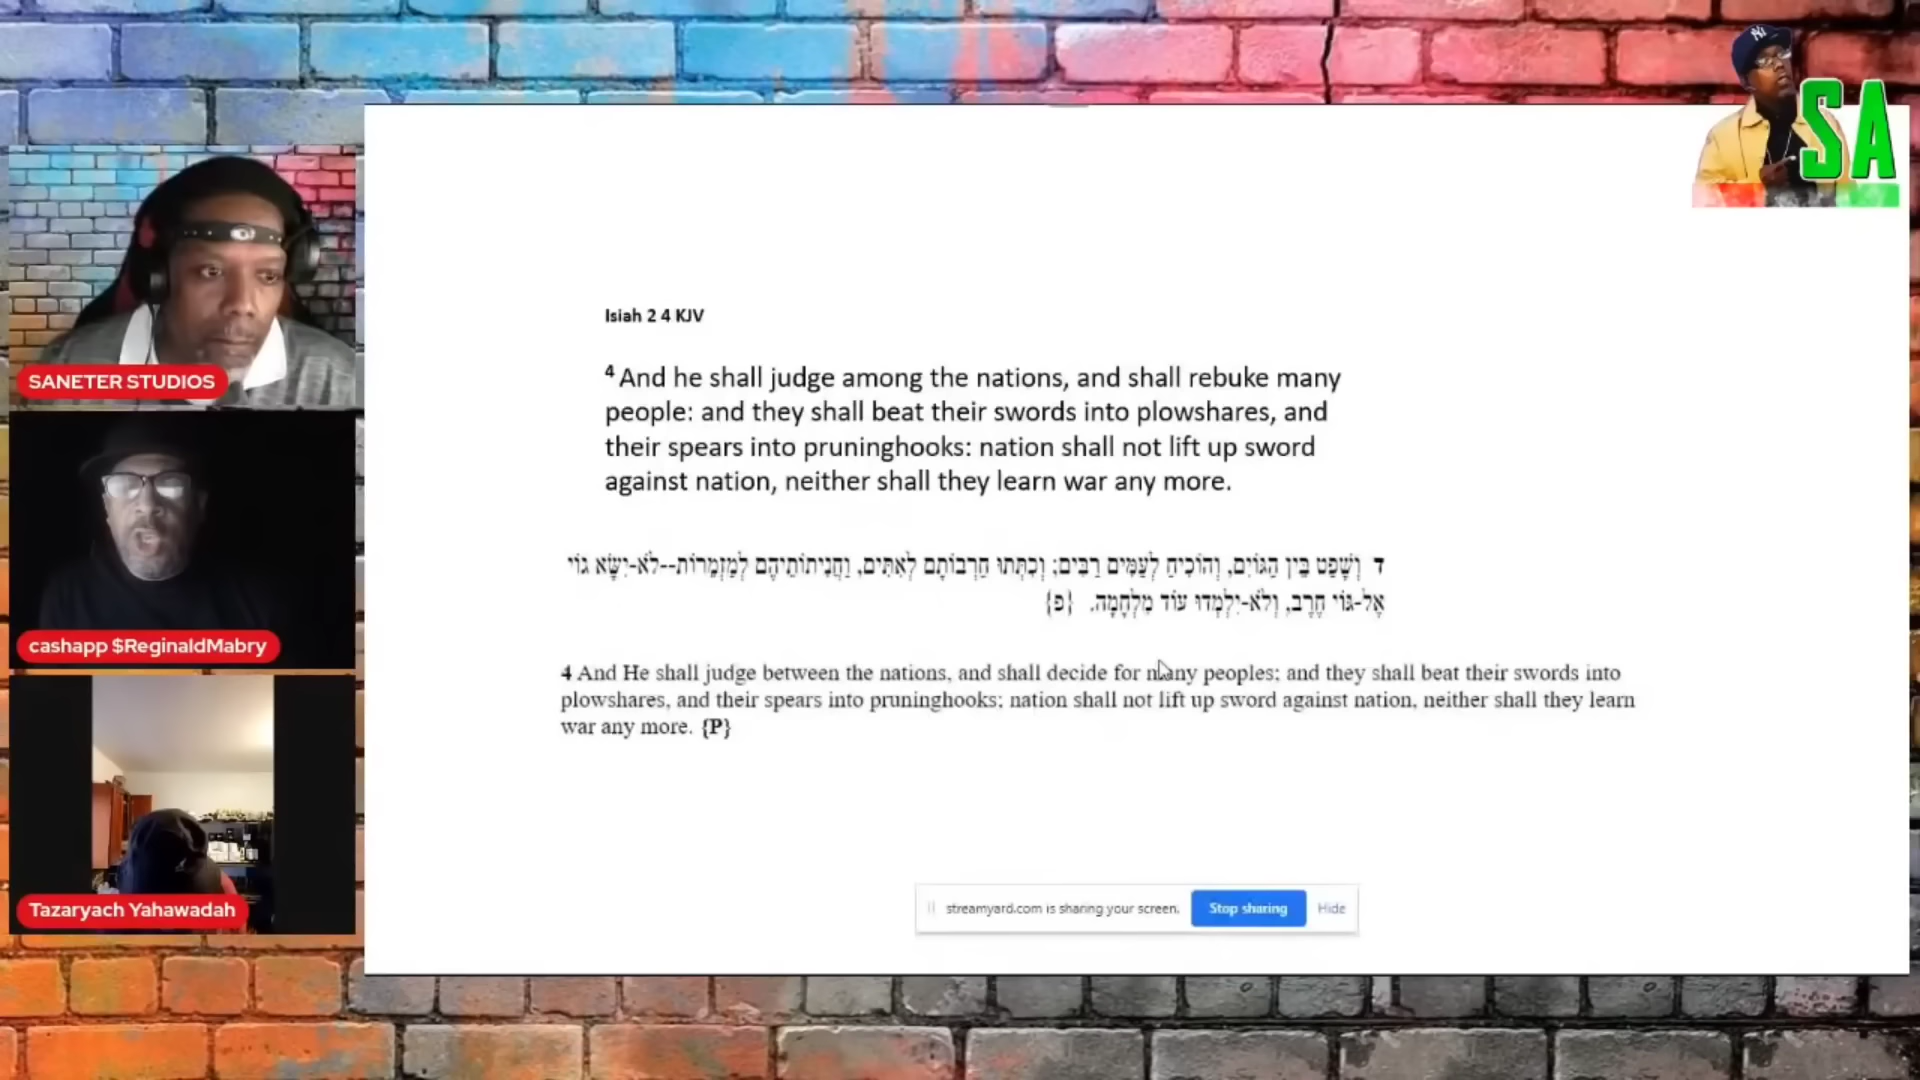 SA
SANETER STUDIOS
cashapp $ReginaldMabry
Tazaryach Yahawadah
Isiah 2 4 KJV
4 And he shall judge among the nations, and shall rebuke many
people: and they shall beat their swords into plowshares, and
their spears into pruninghooks: nation shall not lift up sword
against nation, neither shall they learn war any more.
ד וְשָׁפַט בֵּין הַגּוֹיִם, וְהוֹכִיחַ לְעַמִּים רַבִּים; וְכִתְּתוּ חַרְבוֹתָם לְאִתִּים, וַחֲנִיתוֹתֵיהֶם לְמַזְמֵרוֹת--לֹא-יִשָּׂא גוֹי
אֶל-גּוֹי חֶרֶב, וְלֹא-יִלְמְדוּ עוֹד מִלְחָמָה. {פ}
4 And He shall judge between the nations, and shall decide for many peoples; and they shall beat their swords into
plowshares, and their spears into pruninghooks; nation shall not lift up sword against nation, neither shall they learn
war any more. {P}
streamyard.com is sharing your screen. Stop sharing Hide